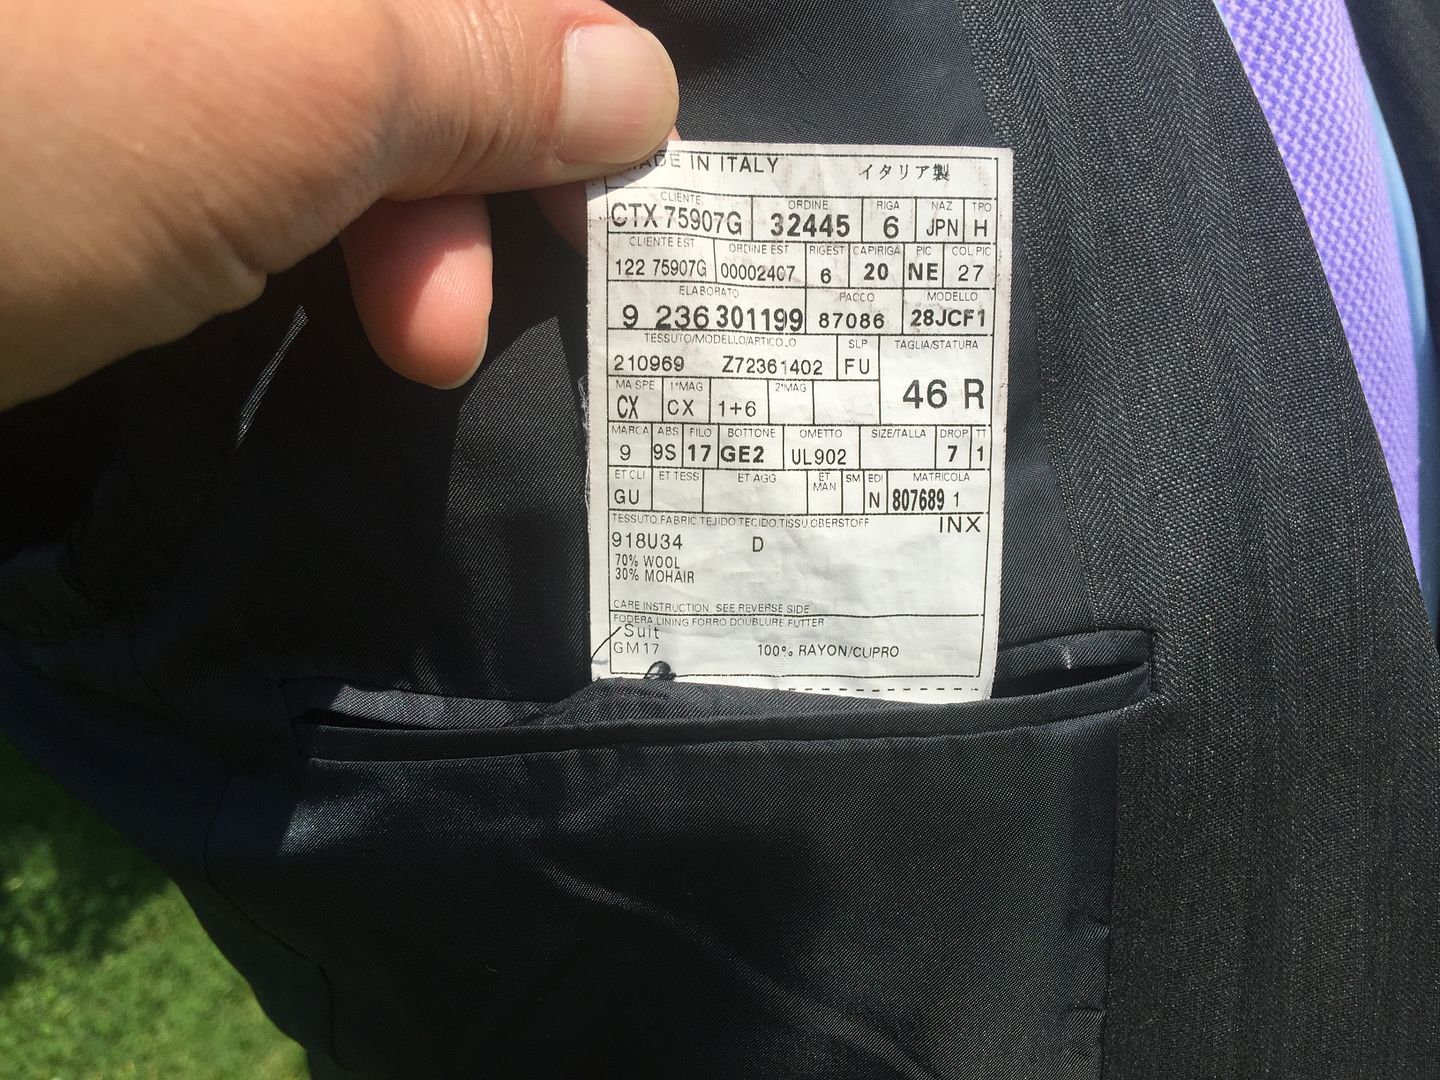 MADE IN ITALY イタリア製
CLIENTE ORDINE RIGA NAZ TPO
CTX 75907G 32445 6 JPN H
CLIENTE EST ORDINE EST RIGEST CAPIRIGA PIC COL PIC
122 75907G 00002407 6 20 NE 27
ELABORATO PACCO MODELLO
9 236301199 87086 28JCF1
TESSUTO/MODELLO/ARTICOLO SLP TAGLIA/STATURA
210969 Z72361402 FU 46 R
MA SPE 1°MAG 2°MAG
CX CX 1+6
MARCA ABS FILO BOTTONE OMETTO SIZE/TALLA DROP TT
9 9S 17 GE2 UL902 7 1
ET CLI ET TESS ET AGG ET MAN SM EDI MATRICOLA
GU N 807689 1
TESSUTO FABRIC TEJIDO TECIDO TISSU OBERSTOFF INX
918U34 D
70% WOOL
30% MOHAIR
CARE INSTRUCTION SEE REVERSE SIDE
FODERA LINING FORRO DOUBLURE FUTTER
Suit
GM17 100% RAYON/CUPRO